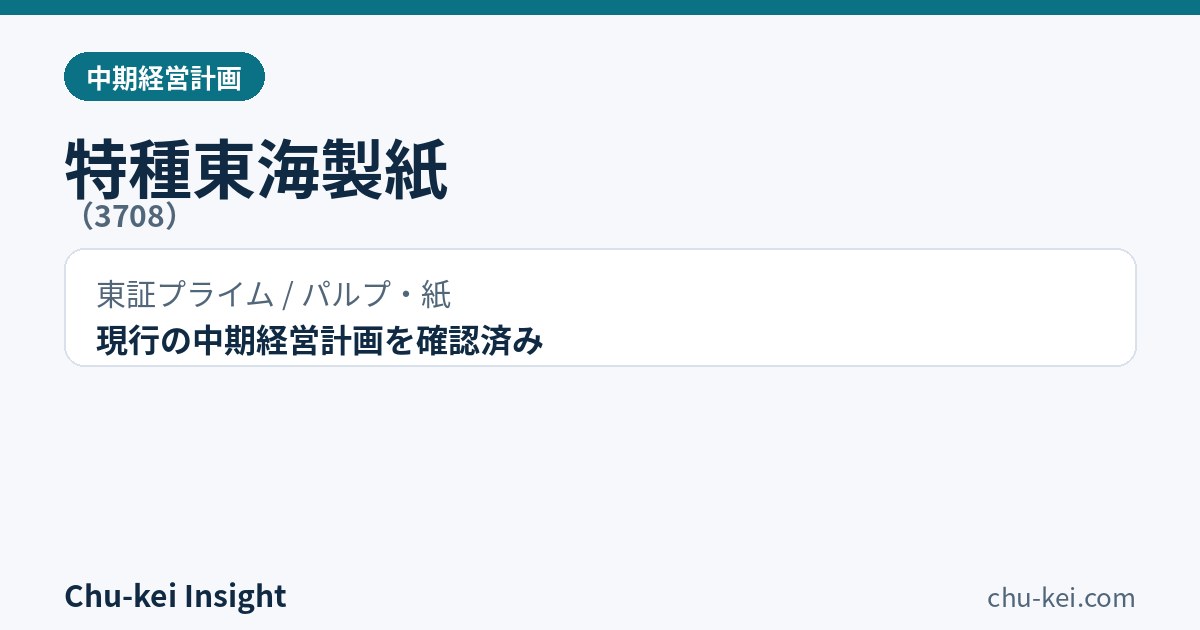 中期経営計画
特種東海製紙
（3708）
東証プライム / パルプ・紙
現行の中期経営計画を確認済み
Chu-kei Insight
chu-kei.com